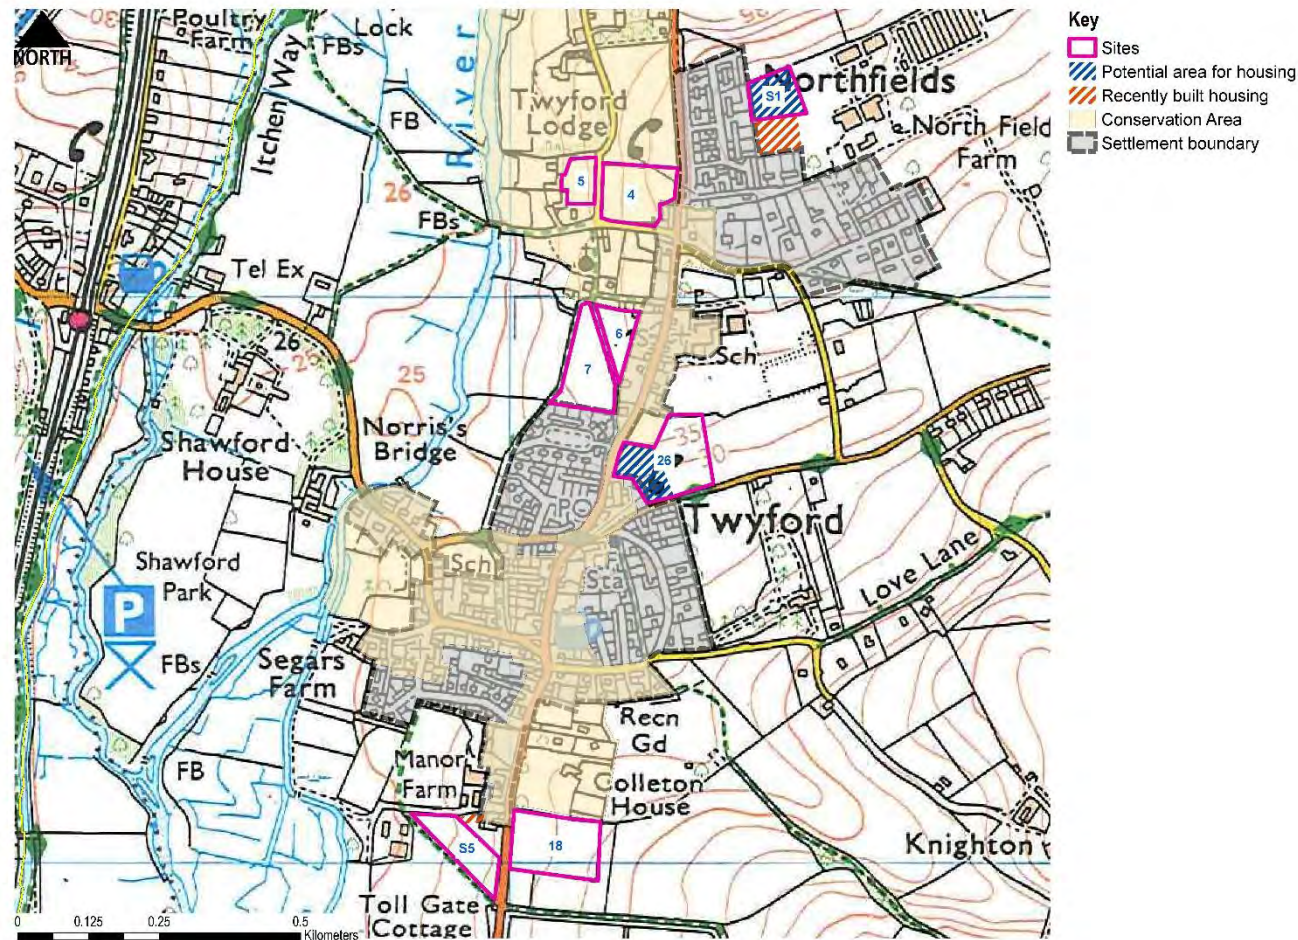 NORTH
Poultry
Farm
Lock
FBs
Itchen Way
River
FB
26
FBs
Twyford
Lodge
5
4
35
Northfields
S1
North Field
Farm
Tel Ex
26
25
25
6
7
Sch
Shawford
House
Norris's
Bridge
35
30
26
PO
Twyford
Sch
Sta
Love Lane
Shawford
Park
P
FBs
Segars
Farm
Recn
Gd
FB
Manor
Farm
Colleton
House
S5
18
Knighton
Toll Gate
Cottage
0
0.125
0.25
0.5
Kilometers
Key
Sites
Potential area for housing
Recently built housing
Conservation Area
Settlement boundary